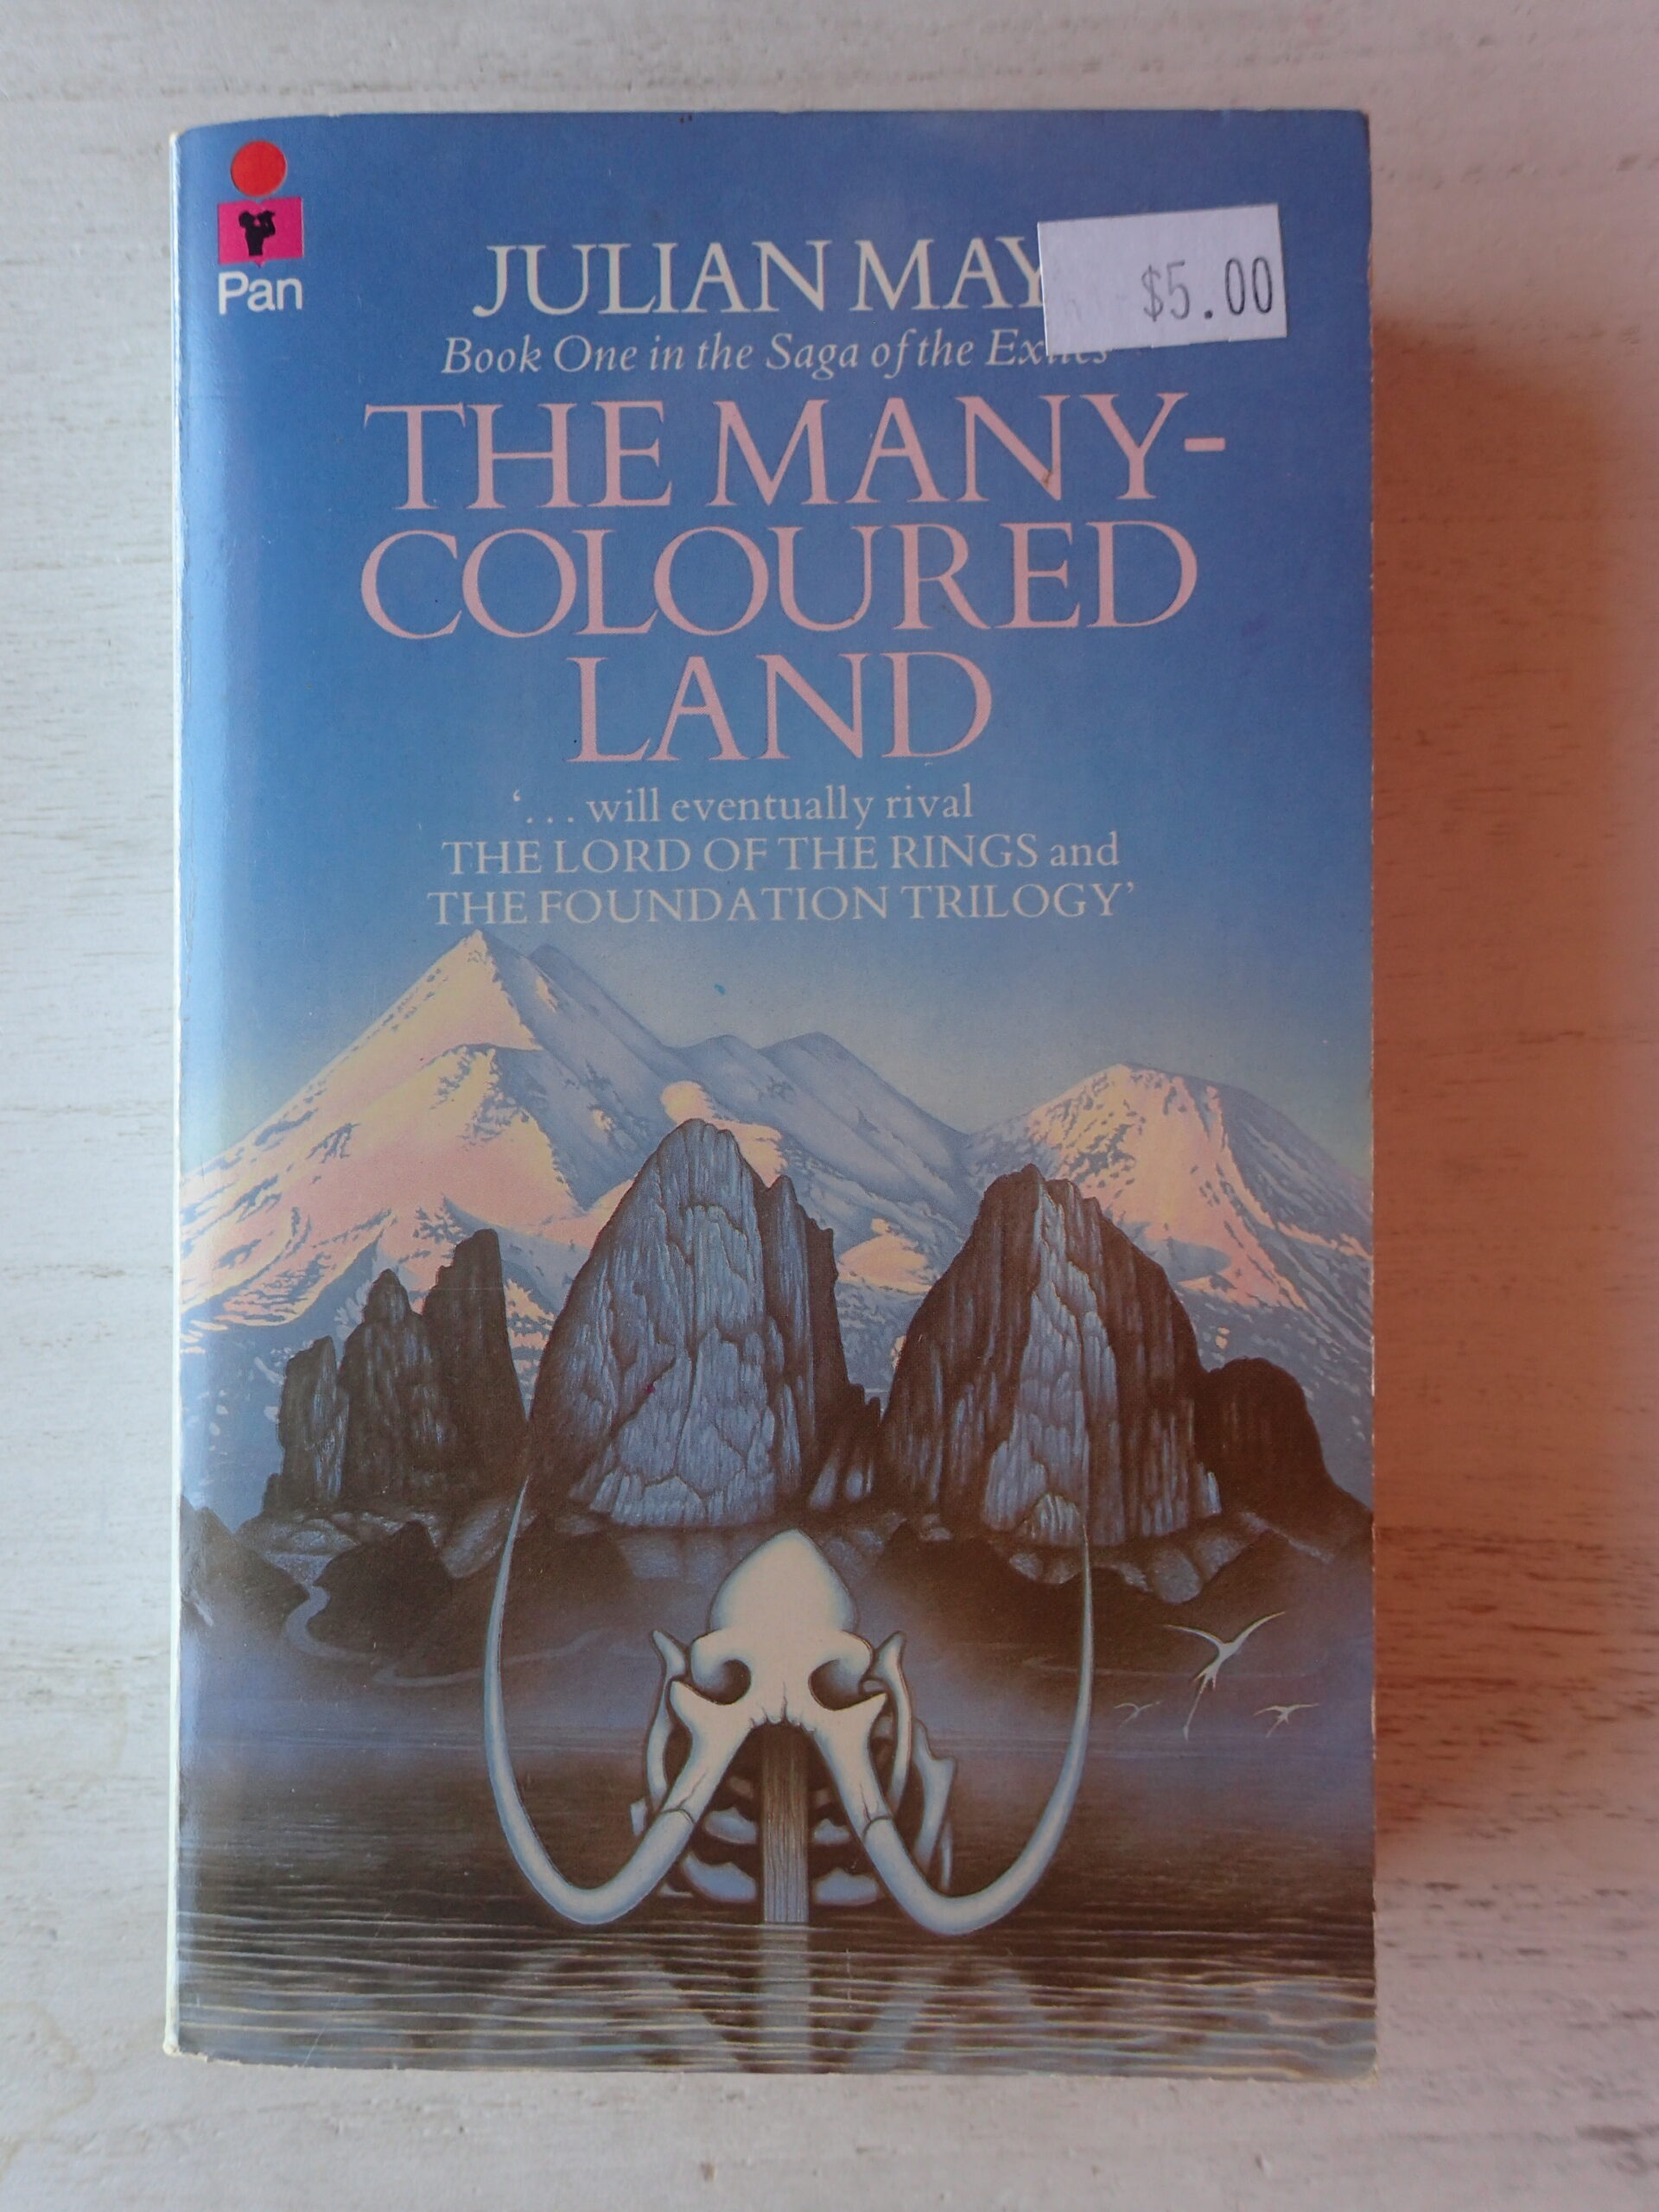 Pan
JULIAN MAY
$5.00
Book One in the Saga of the Exiles
THE MANY-
COLOURED
LAND
‘... will eventually rival
THE LORD OF THE RINGS and
THE FOUNDATION TRILOGY’